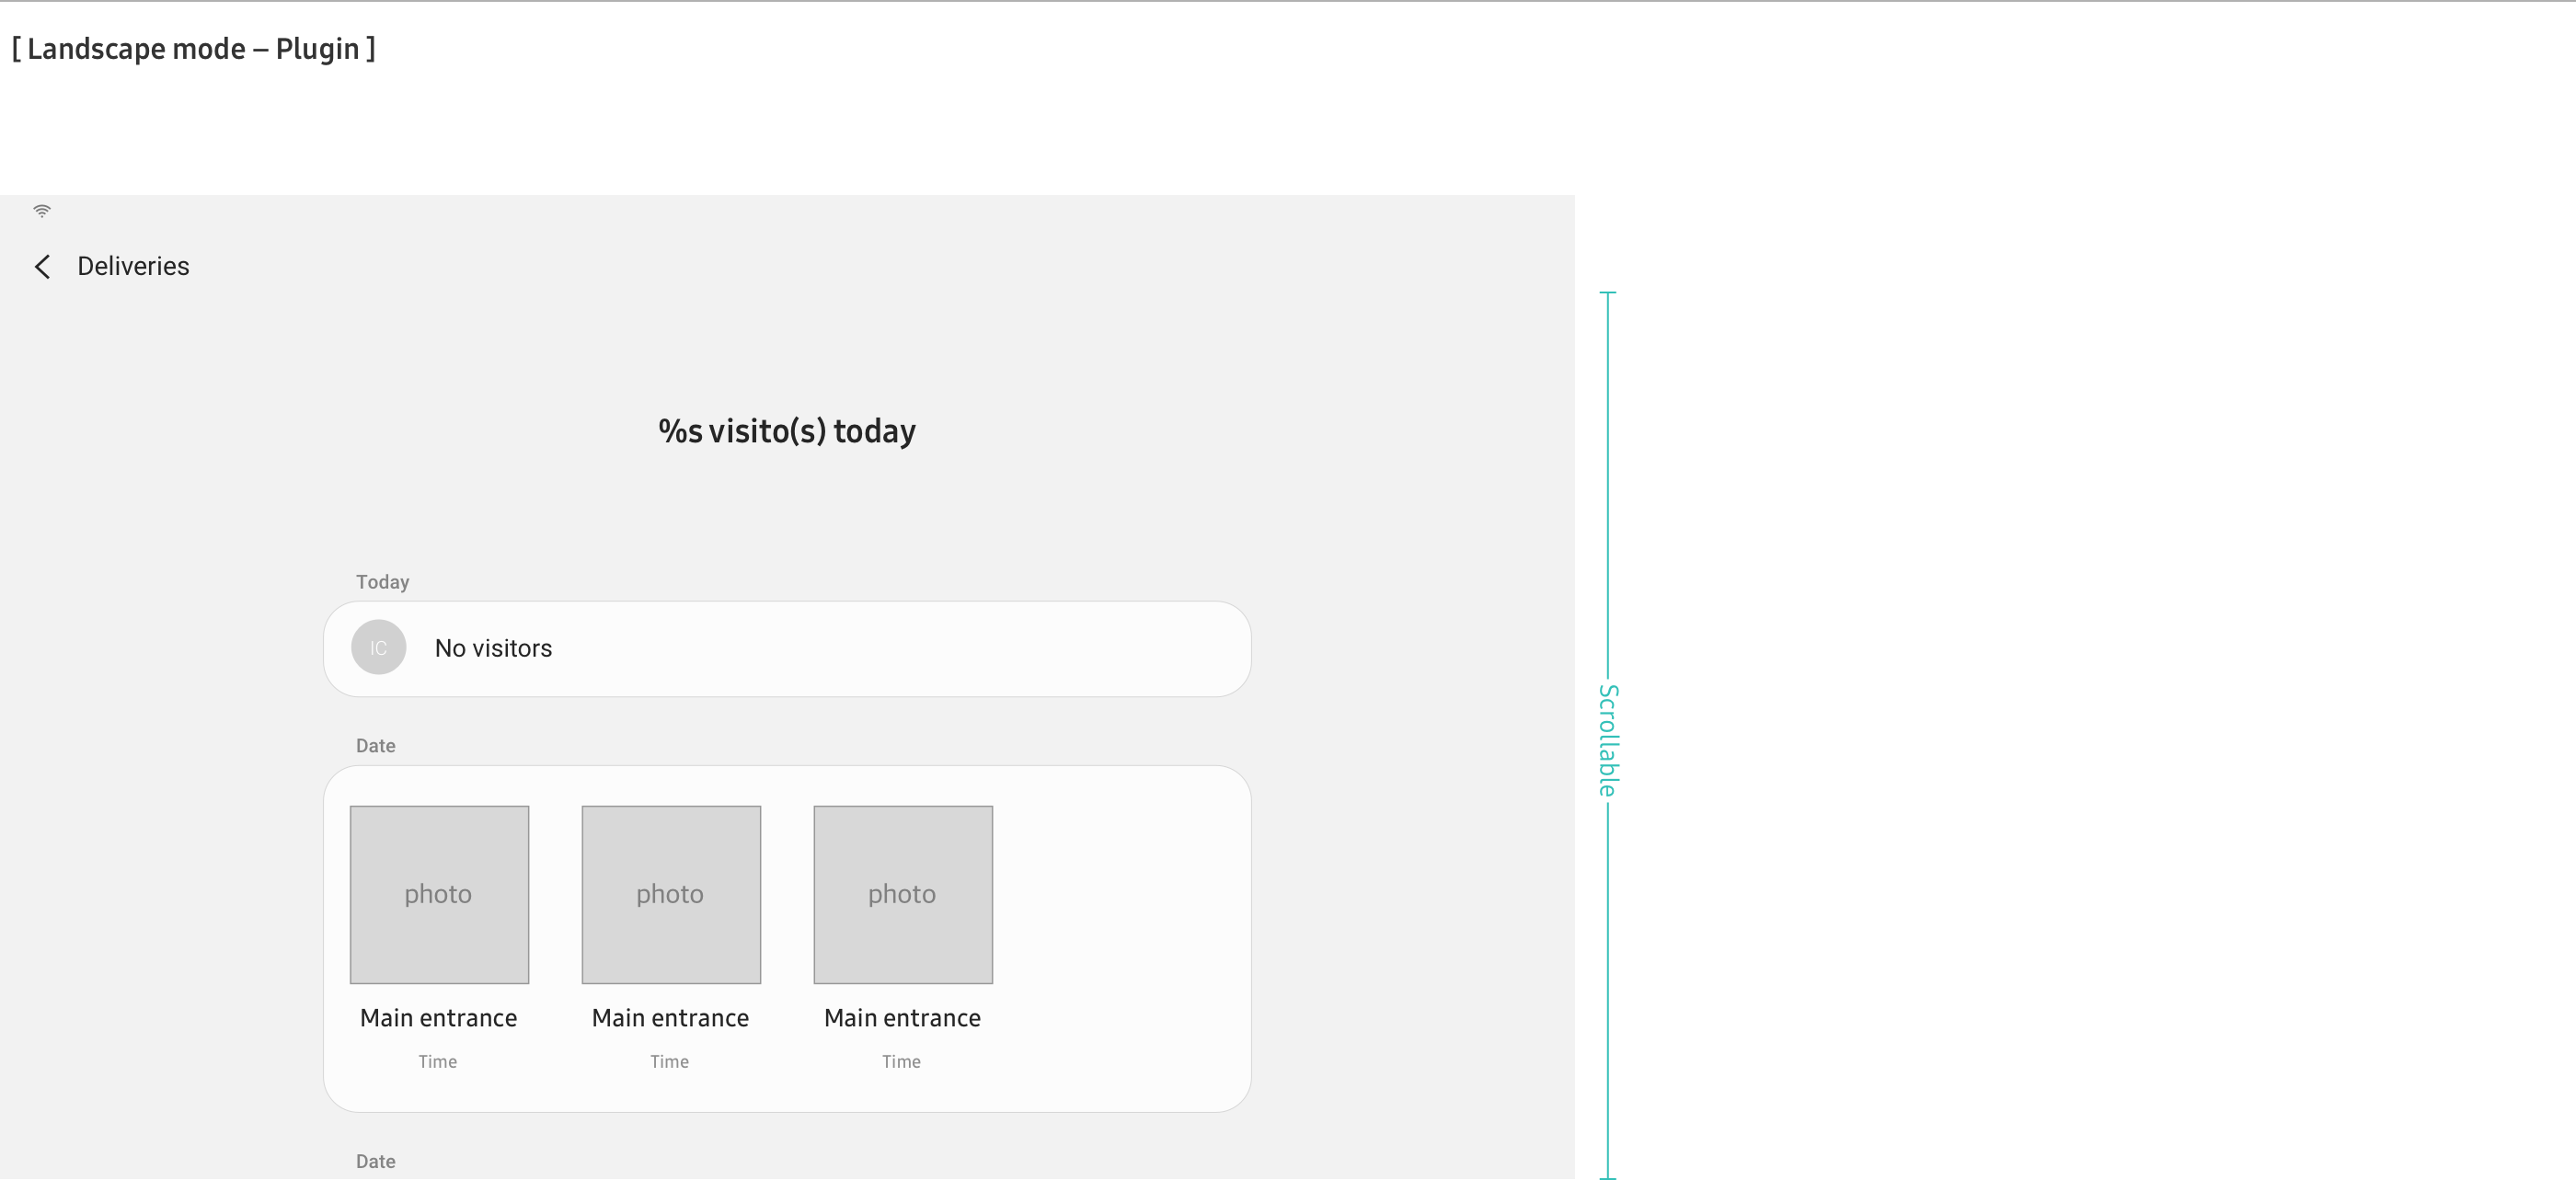 [ Landscape mode – Plugin ]
Deliveries
%s visito(s) today
Today
IC
No visitors
Date
photo photo photo
Main entrance Main entrance Main entrance
Time Time Time
Date
Scrollable